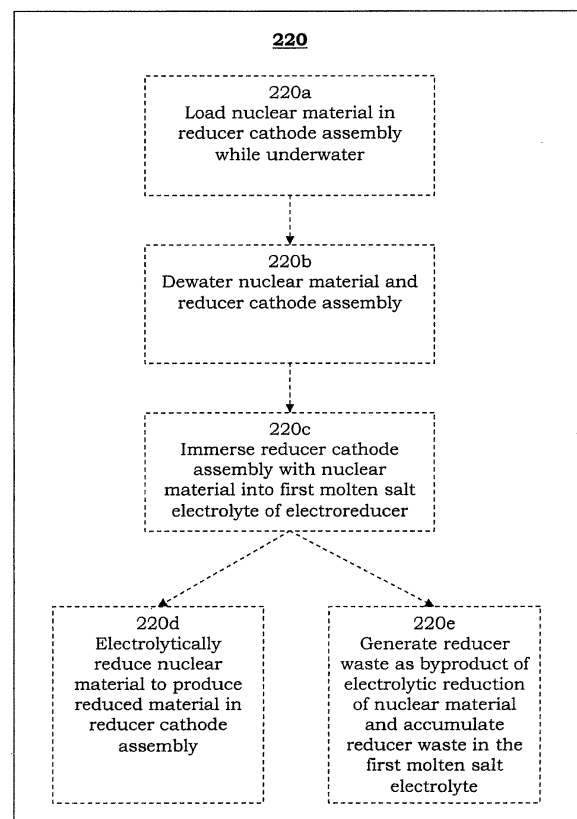 220
220a
Load nuclear material in
reducer cathode assembly
while underwater
220b
Dewater nuclear material and
reducer cathode assembly
220c
Immerse reducer cathode
assembly with nuclear
material into first molten salt
electrolyte of electroreducer
220d
Electrolytically
reduce nuclear
material to produce
reduced material in
reducer cathode
assembly
220e
Generate reducer
waste as byproduct of
electrolytic reduction
of nuclear material
and accumulate
reducer waste in the
first molten salt
electrolyte